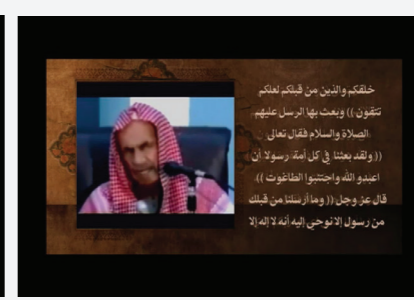 خلقكم والذين من قبلكم لعلكم
تتقون )) وبعث بها الرسل عليهم
الصلاة والسلام فقال تعالى
(( ولقد بعثنا في كل أمة رسولا أن
اعبدو الله واجتنبوا الطاغوت )).
قال عز وجل (( وما أرسلنا من قبلك
من رسول إلا نوحي إليه أنه لا إله إلا